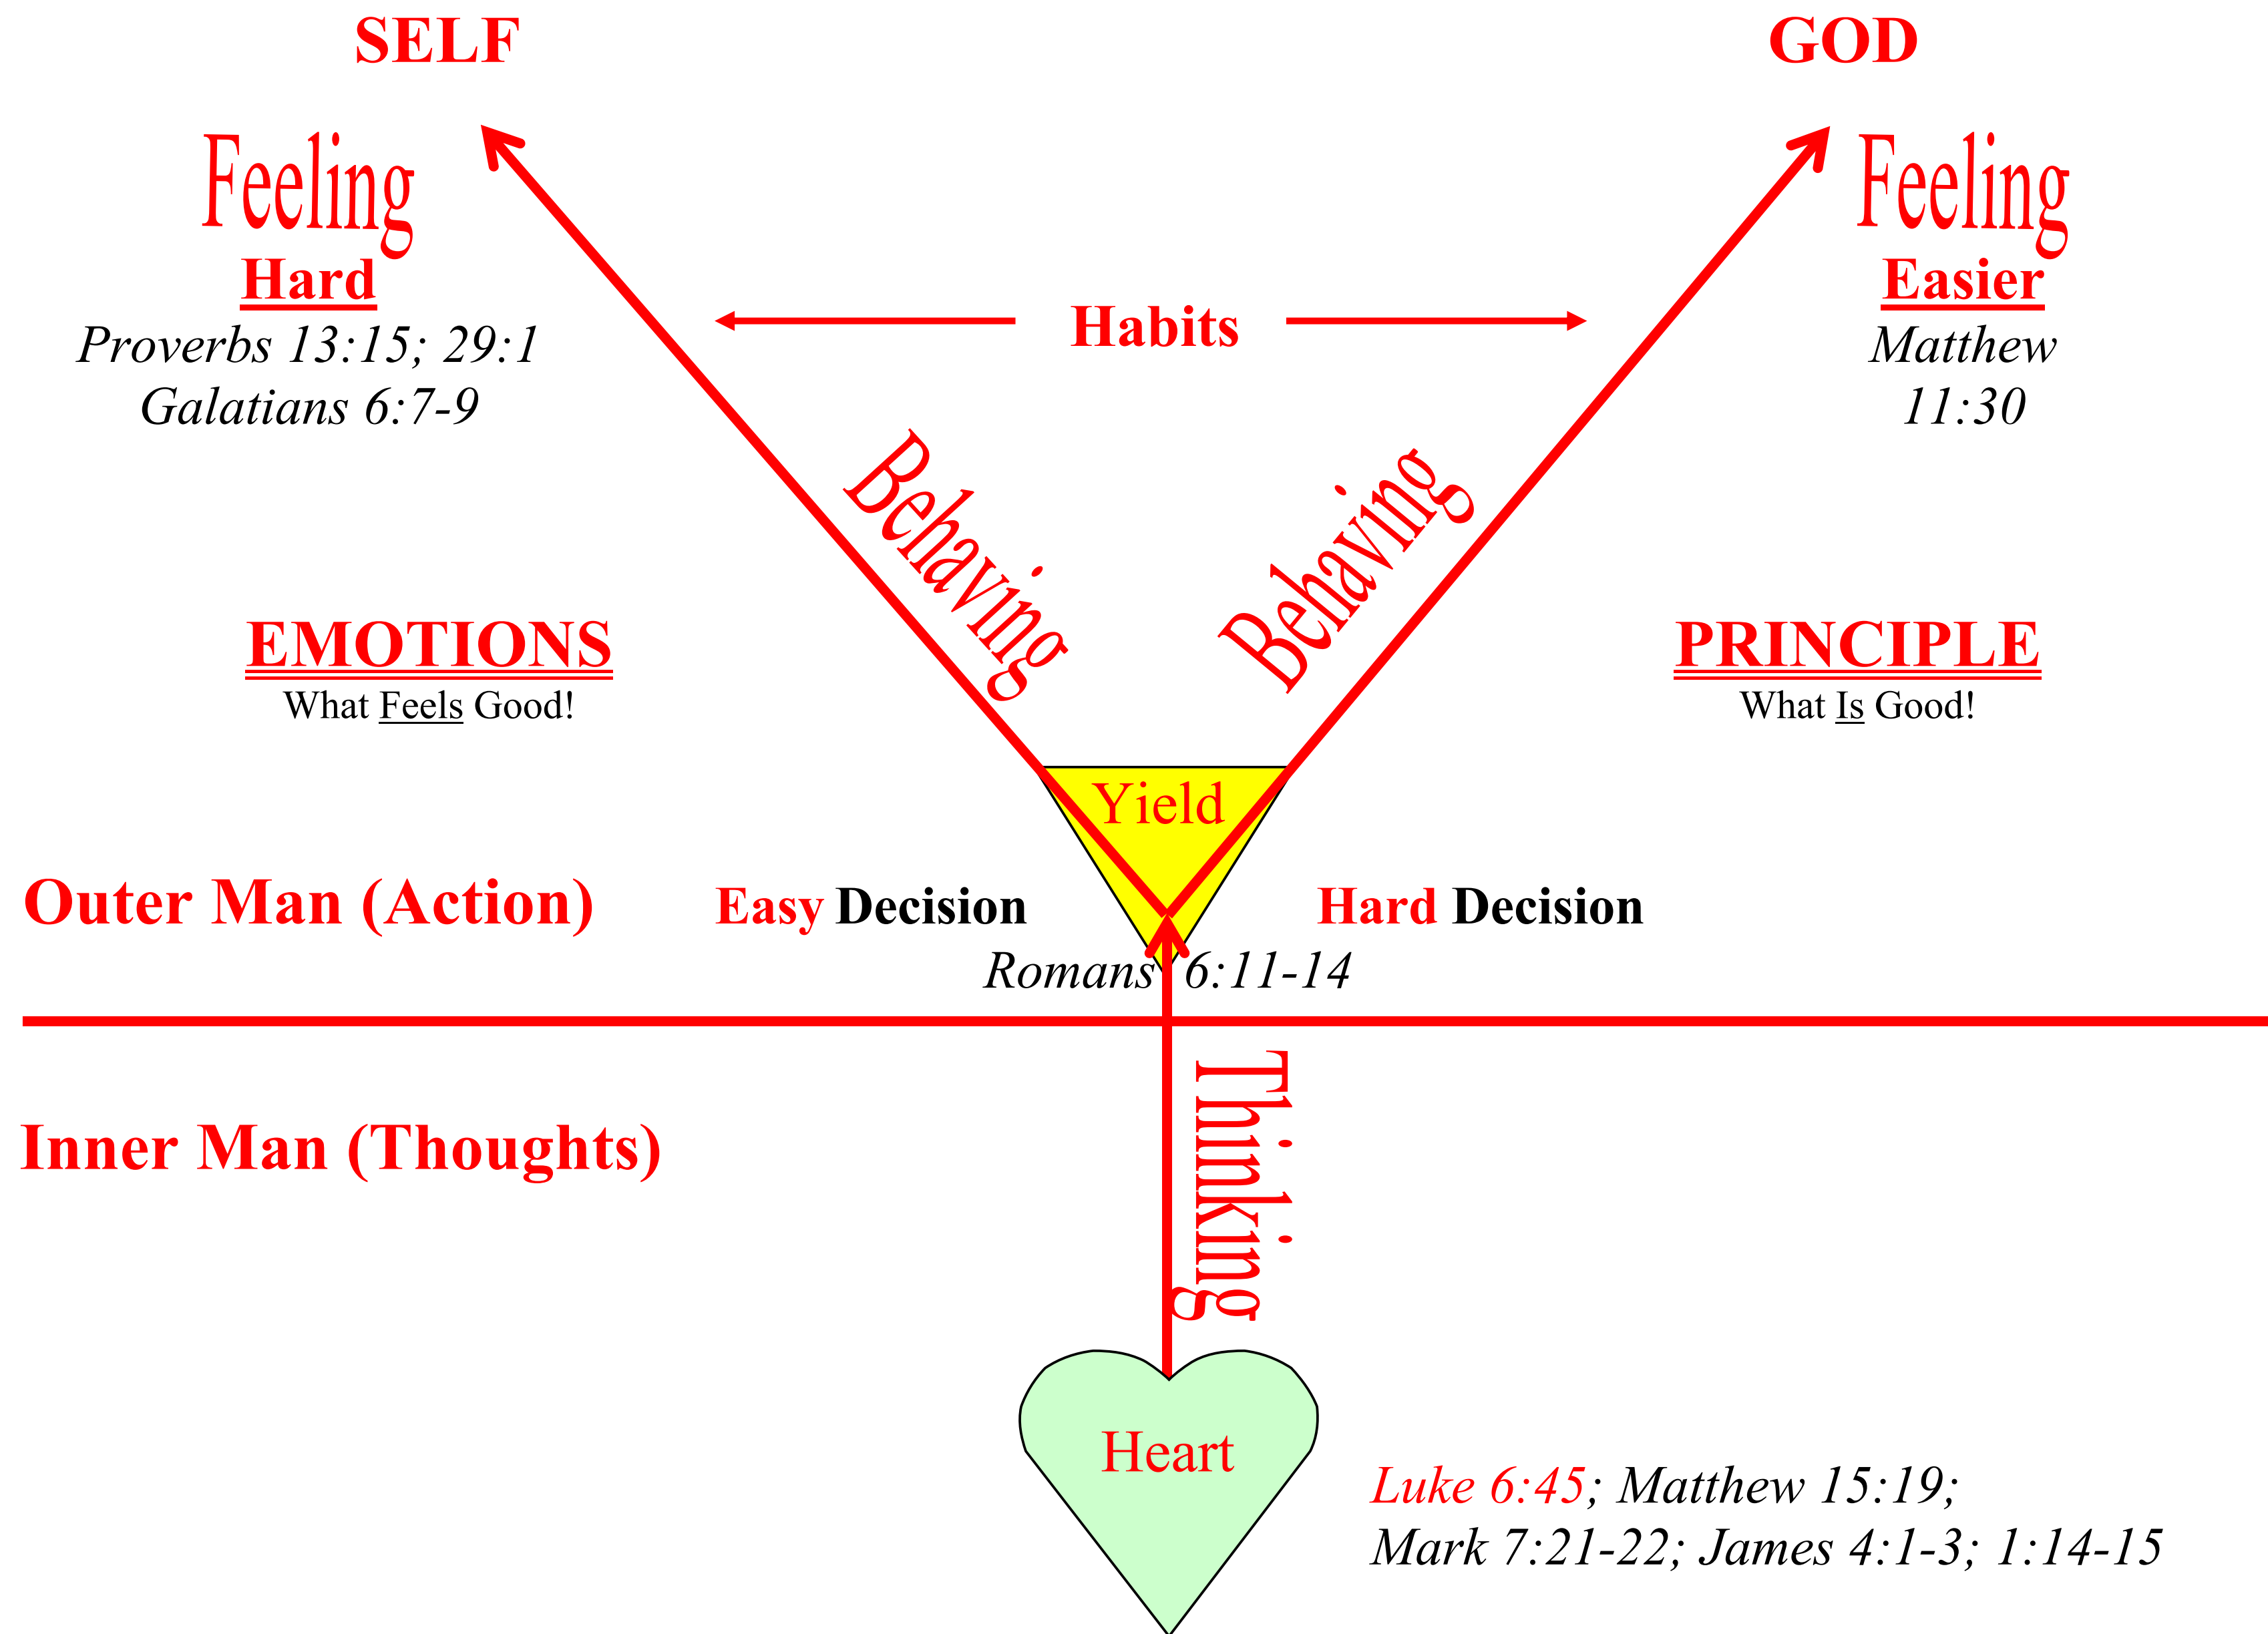 SELF
GOD
Feeling
Hard
Proverbs 13:15; 29:1
Galatians 6:7-9
Habits
Feeling
Easier
Matthew
11:30
Behaving
Behaving
EMOTIONS
What Feels Good!
PRINCIPLE
What Is Good!
Yield
Outer Man (Action)
Easy Decision
Hard Decision
Romans 6:11-14
Thinking
Inner Man (Thoughts)
Heart
Luke 6:45; Matthew 15:19;
Mark 7:21-22; James 4:1-3; 1:14-15